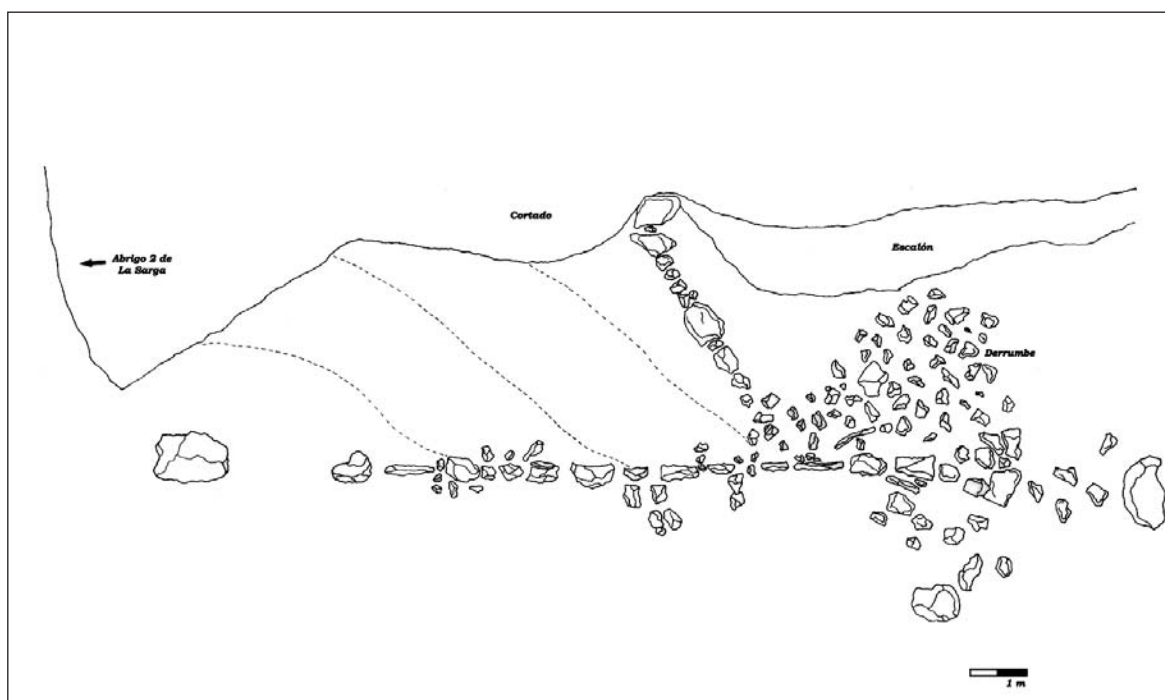 Cortado
Escalón
Abrigo 2 de
La Sarga
Derrumbe
1 m